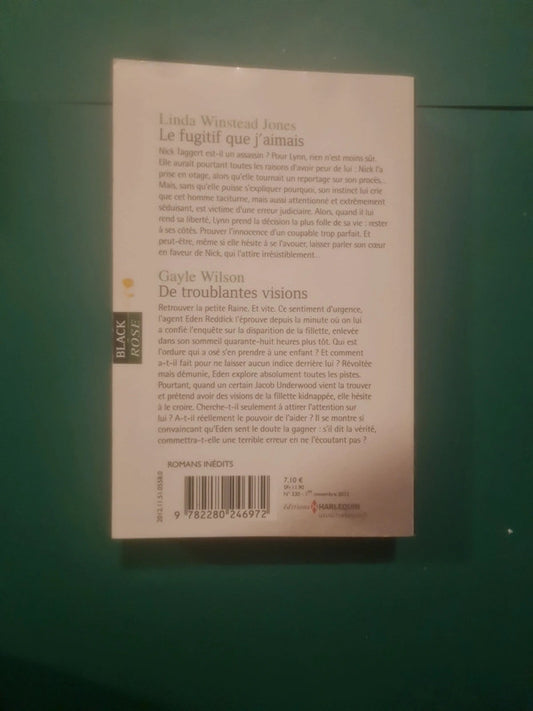 Linda Winstead Jones
Le fugitif que j'aimais
Nick Taggert est-il un assassin ? Pour Lynn, rien n'est moins sûr.
Elle aurait pourtant toutes les raisons d'avoir peur de lui : Nick l'a
prise en otage, alors qu'elle tournait un reportage sur son procès...
Mais, sans qu'elle puisse s'expliquer pourquoi, son instinct lui crie
que cet homme taciturne, mais aussi attentionné et extrêmement
séduisant, est victime d'une erreur judiciaire. Alors, quand il lui
rend sa liberté, Lynn prend la décision la plus folle de sa vie : rester
à ses côtés. Prouver l'innocence d'un coupable trop parfait. Et
peut-être, même si elle hésite à se l'avouer, laisser parler son cœur
en faveur de Nick, qui l'attire irrésistiblement...
Gayle Wilson
De troublantes visions
Retrouver la petite Raine. Et vite. Ce sentiment d'urgence,
l'agent Eden Reddick l'éprouve depuis la minute où on lui
a confié l'enquête sur la disparition de la fillette, enlevée
dans son sommeil quarante-huit heures plus tôt. Qui est
l'ordure qui a osé s'en prendre à une enfant ? Et comment
a-t-il fait pour ne laisser aucun indice derrière lui ? Révoltée
mais démunie, Eden explore absolument toutes les pistes.
Pourtant, quand un certain Jacob Underwood vient la trouver
et prétend avoir des visions de la fillette kidnappée, elle hésite
à le croire. Cherche-t-il seulement à attirer l'attention sur
lui ? A-t-il réellement le pouvoir de l'aider ? Il se montre si
convaincant qu'Eden sent le doute la gagner : s'il dit la vérité,
commettra-t-elle une terrible erreur en ne l'écoutant pas ?
BLACK
ROSE
ROMANS INÉDITS
2012.11.51.0558.0
9 782280 246972
7,10 €
N° 1er novembre
Éditions HARLEQUIN